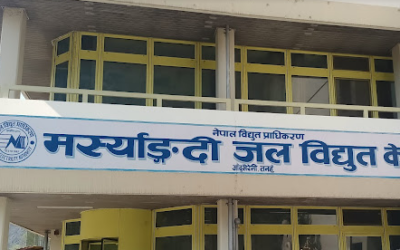 नेपाल विद्युत प्राधिकरण
मर्स्याङ्दी जल विद्युत के